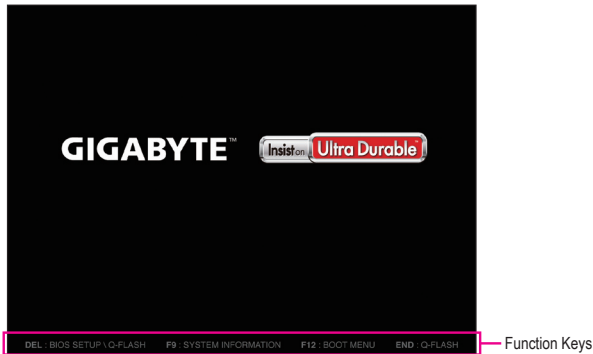 GIGABYTE™
Insist on Ultra Durable™
DEL : BIOS SETUP \ Q-FLASH F9 : SYSTEM INFORMATION F12 : BOOT MENU END : Q-FLASH
Function Keys